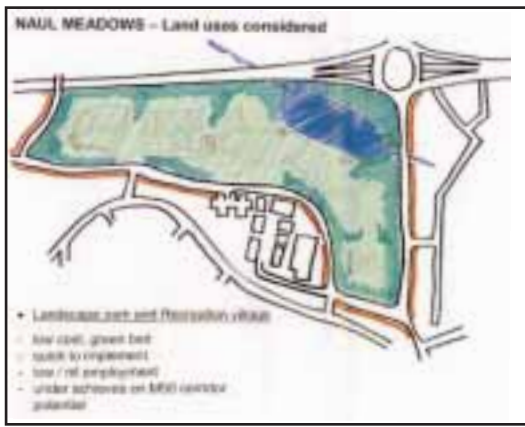 NAUL MEADOWS – Land uses considered
• Landscape park and Recreation village
- low cost, green belt
- quick to implement
- low / nil employment
- under achieves on M50 corridor
potential